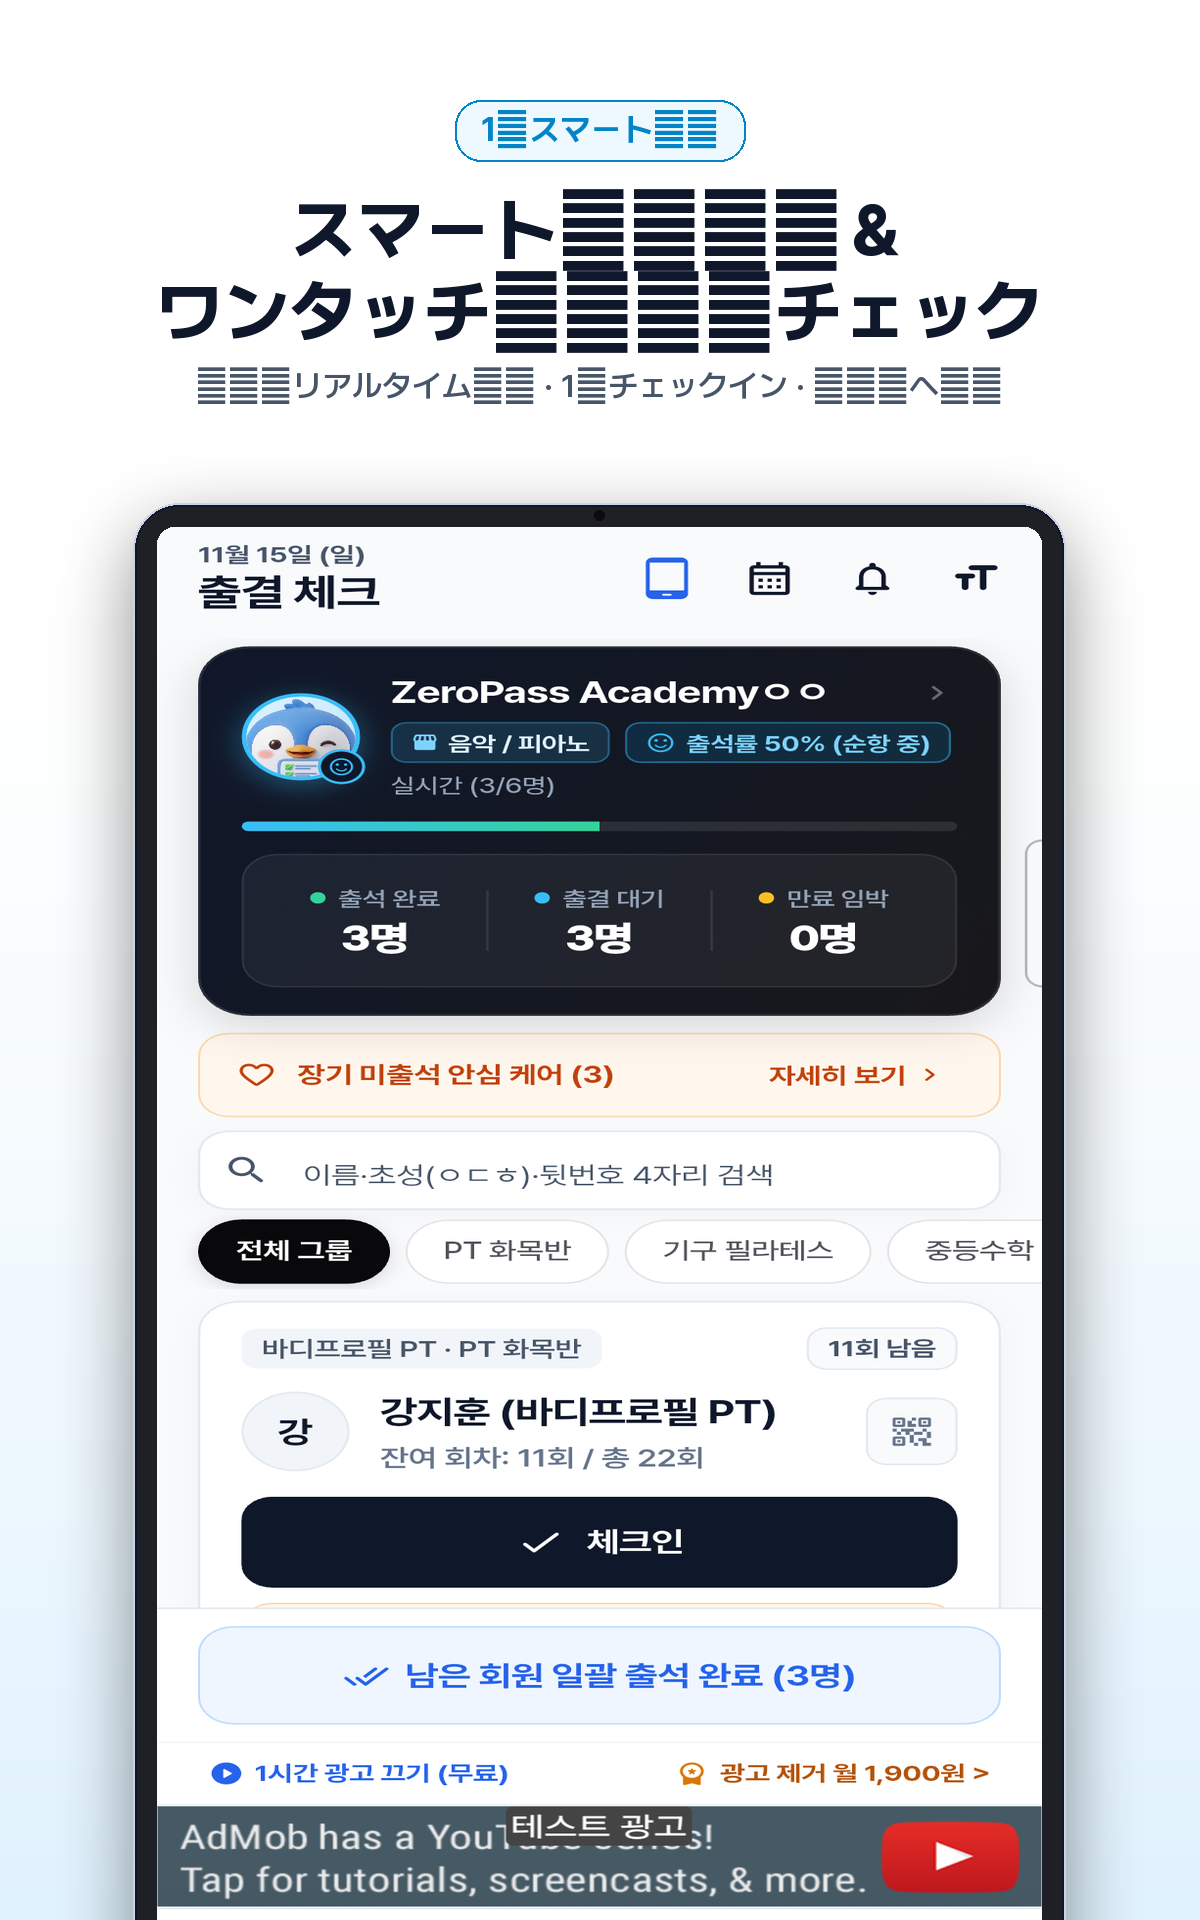 1 スマート
スマート &
ワンタッチ チェック
リアルタイム · 1 チェックイン · へ
11월 15일 (일)
출결 체크
ZeroPass Academyㅇㅇ
음악 / 피아노
출석률 50% (순항 중)
실시간 (3/6명)
출석 완료
출결 대기
만료 임박
3명
3명
0명
장기 미출석 안심 케어 (3)
자세히 보기 >
이름·초성(ㅇㄷㅎ)·뒷번호 4자리 검색
전체 그룹
PT 화목반
기구 필라테스
중등수학
바디프로필 PT · PT 화목반
11회 남음
강
강지훈 (바디프로필 PT)
잔여 회차: 11회 / 총 22회
체크인
남은 회원 일괄 출석 완료 (3명)
1시간 광고 끄기 (무료)
광고 제거 월 1,900원 >
테스트 광고
AdMob has a
Tap for tutorials, screencasts, & more.